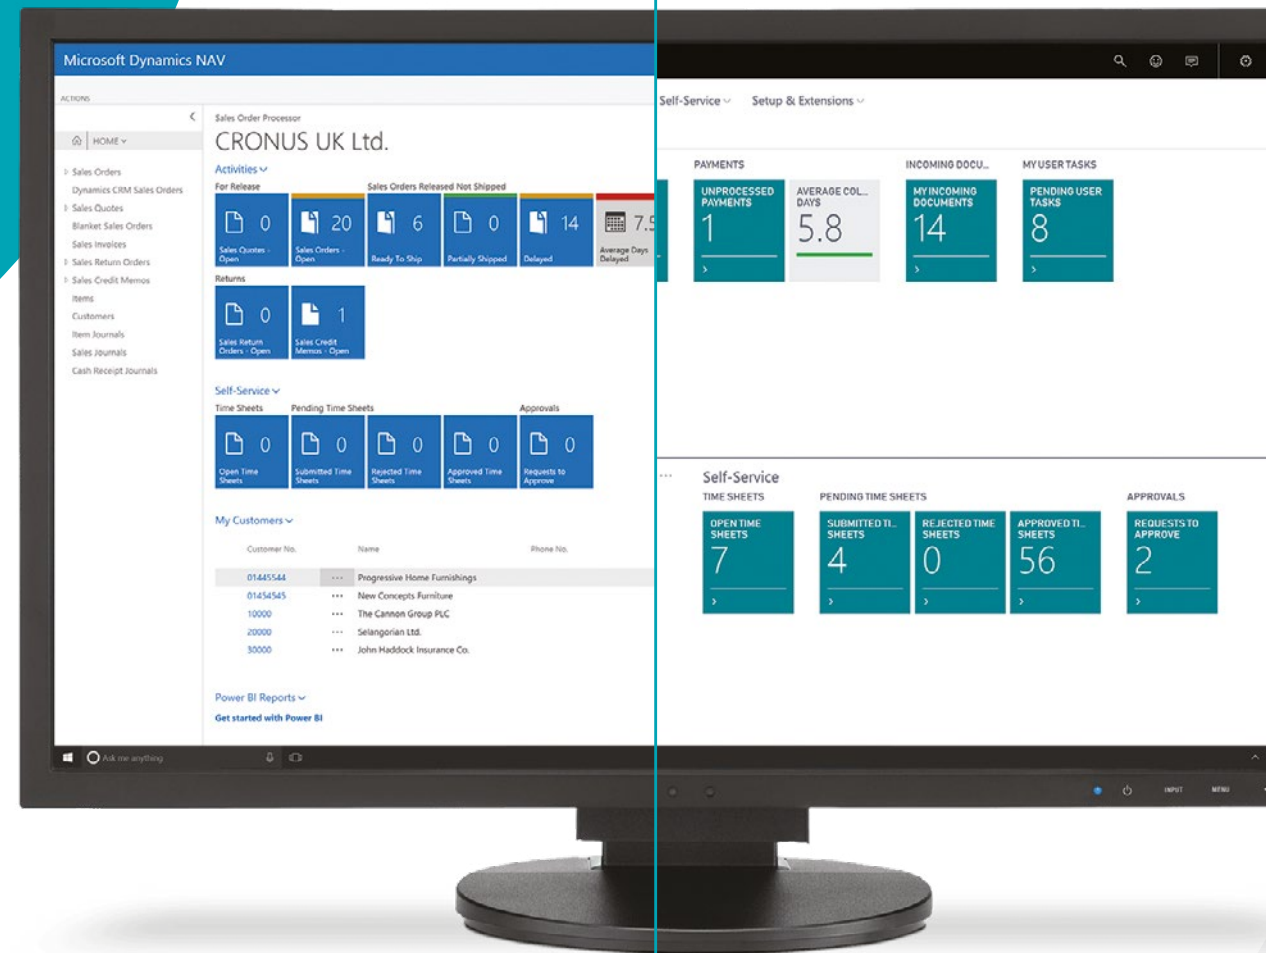 Microsoft Dynamics NAV
ACTIONS
HOME
Sales Orders
Dynamics CRM Sales Orders
Sales Quotes
Blanket Sales Orders
Sales Invoices
Sales Return Orders
Sales Credit Memos
Items
Customers
Item Journals
Sales Journals
Cash Receipt Journals
Sales Order Processor
CRONUS UK Ltd.
Activities
For Release
Sales Orders Released Not Shipped
0
Sales Quotes - Open
20
Sales Orders - Open
6
Ready To Ship
0
Partially Shipped
14
Delayed
7.5
Average Days Delayed
Returns
0
Sales Return Orders - Open
1
Sales Credit Memos - Open
Self-Service
Time Sheets
Pending Time Sheets
Approvals
0
Open Time Sheets
0
Submitted Time Sheets
0
Rejected Time Sheets
0
Approved Time Sheets
0
Requests to Approve
My Customers
Customer No. Name Phone No.
01445544 ... Progressive Home Furnishings
01454545 ... New Concepts Furniture
10000 ... The Cannon Group PLC
20000 ... Selangorian Ltd.
30000 ... John Haddock Insurance Co.
Power BI Reports
Get started with Power BI
Ask me anything
Self-Service Setup & Extensions
PAYMENTS
INCOMING DOCU...
MY USER TASKS
UNPROCESSED PAYMENTS
1
AVERAGE COL... DAYS
5.8
MY INCOMING DOCUMENTS
14
PENDING USER TASKS
8
...
Self-Service
TIME SHEETS
PENDING TIME SHEETS
APPROVALS
OPEN TIME SHEETS
7
SUBMITTED TI... SHEETS
4
REJECTED TIME SHEETS
0
APPROVED TI... SHEETS
56
REQUESTS TO APPROVE
2
INPUT
MENU